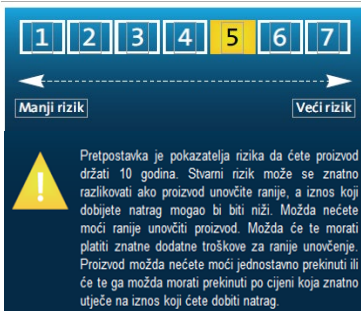 1 2 3 4 5 6 7
Manji rizik Veći rizik
Pretpostavka je pokazatelja rizika da ćete proizvod
držati 10 godina. Stvarni rizik može se znatno
razlikovati ako proizvod unovčite ranije, a iznos koji
dobijete natrag mogao bi biti niži. Možda nećete
moći ranije unovčiti proizvod. Možda će te morati
platiti znatne dodatne troškove za ranije unovčenje.
Proizvod možda nećete moći jednostavno prekinuti ili
će te ga možda morati prekinuti po cijeni koja znatno
utječe na iznos koji ćete dobiti natrag.